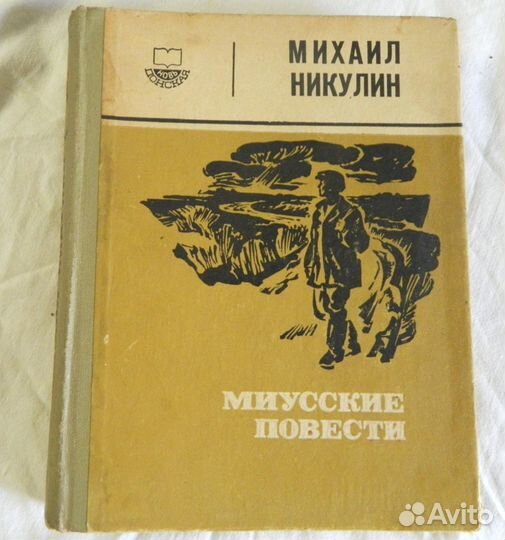 НОВЬ
ДОНСКАЯ
МИХАИЛ
НИКУЛИН
МИУССКИЕ
ПОВЕСТИ
Avito